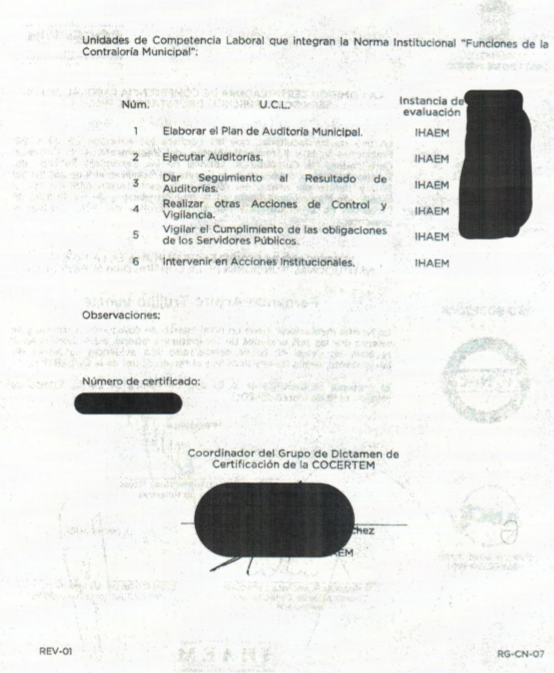 Unidades de Competencia Laboral que integran la Norma Institucional "Funciones de la
Contraloría Municipal":
Núm. U.C.L. Instancia de
evaluación
1 Elaborar el Plan de Auditoría Municipal. IHAEM
2 Ejecutar Auditorías. IHAEM
3 Dar Seguimiento al Resultado de
Auditorías. IHAEM
4 Realizar otras Acciones de Control y
Vigilancia. IHAEM
5 Vigilar el Cumplimiento de las obligaciones
de los Servidores Públicos. IHAEM
6 Intervenir en Acciones Institucionales. IHAEM
Observaciones:
Número de certificado:
Coordinador del Grupo de Dictamen de
Certificación de la COCERTEM
hez
EM
REV-01 RG-CN-07